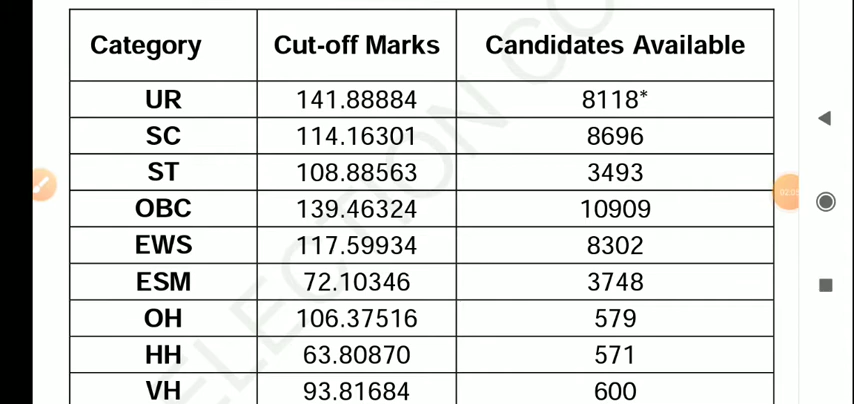 Category Cut-off Marks Candidates Available
UR 141.88884 8118*
SC 114.16301 8696
ST 108.88563 3493
OBC 139.46324 10909
EWS 117.59934 8302
ESM 72.10346 3748
OH 106.37516 579
HH 63.80870 571
VH 93.81684 600
ELECTION CO